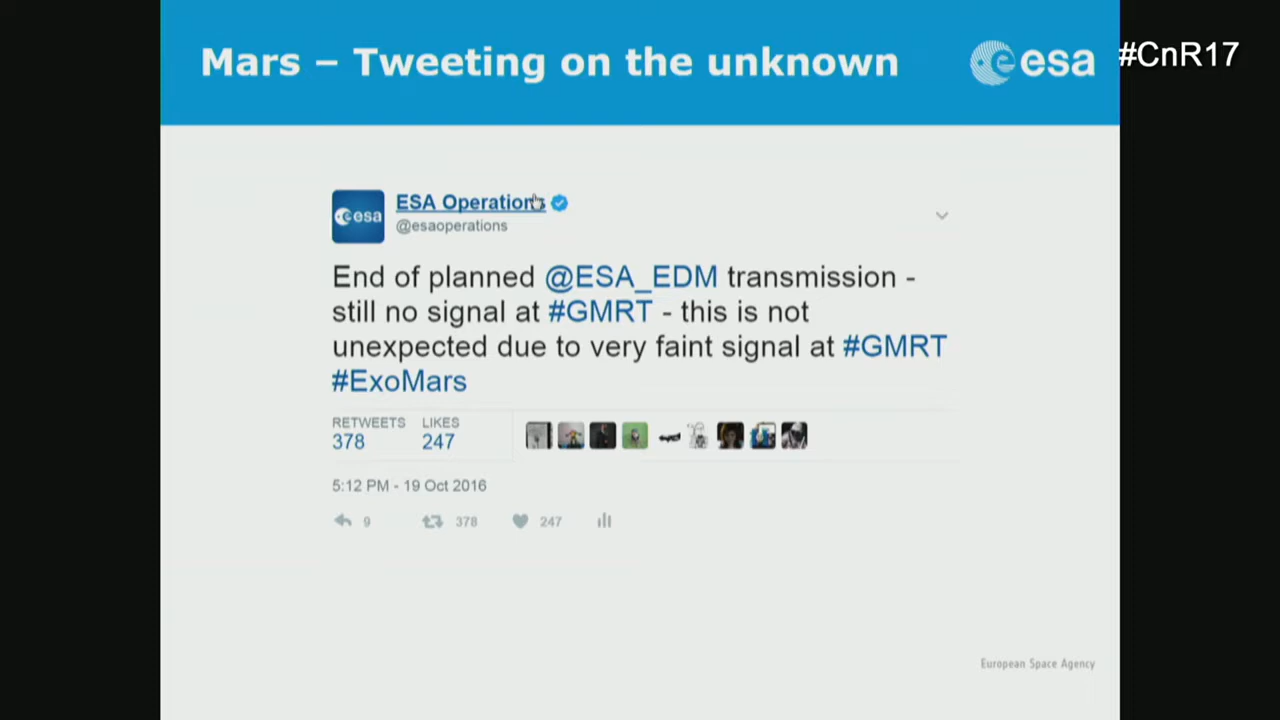 Mars – Tweeting on the unknown
esa
#CnR17
esa
ESA Operations
@esaoperations
End of planned @ESA_EDM transmission -
still no signal at #GMRT - this is not
unexpected due to very faint signal at #GMRT
#ExoMars
RETWEETS LIKES
378 247
5:12 PM - 19 Oct 2016
9 378 247
European Space Agency